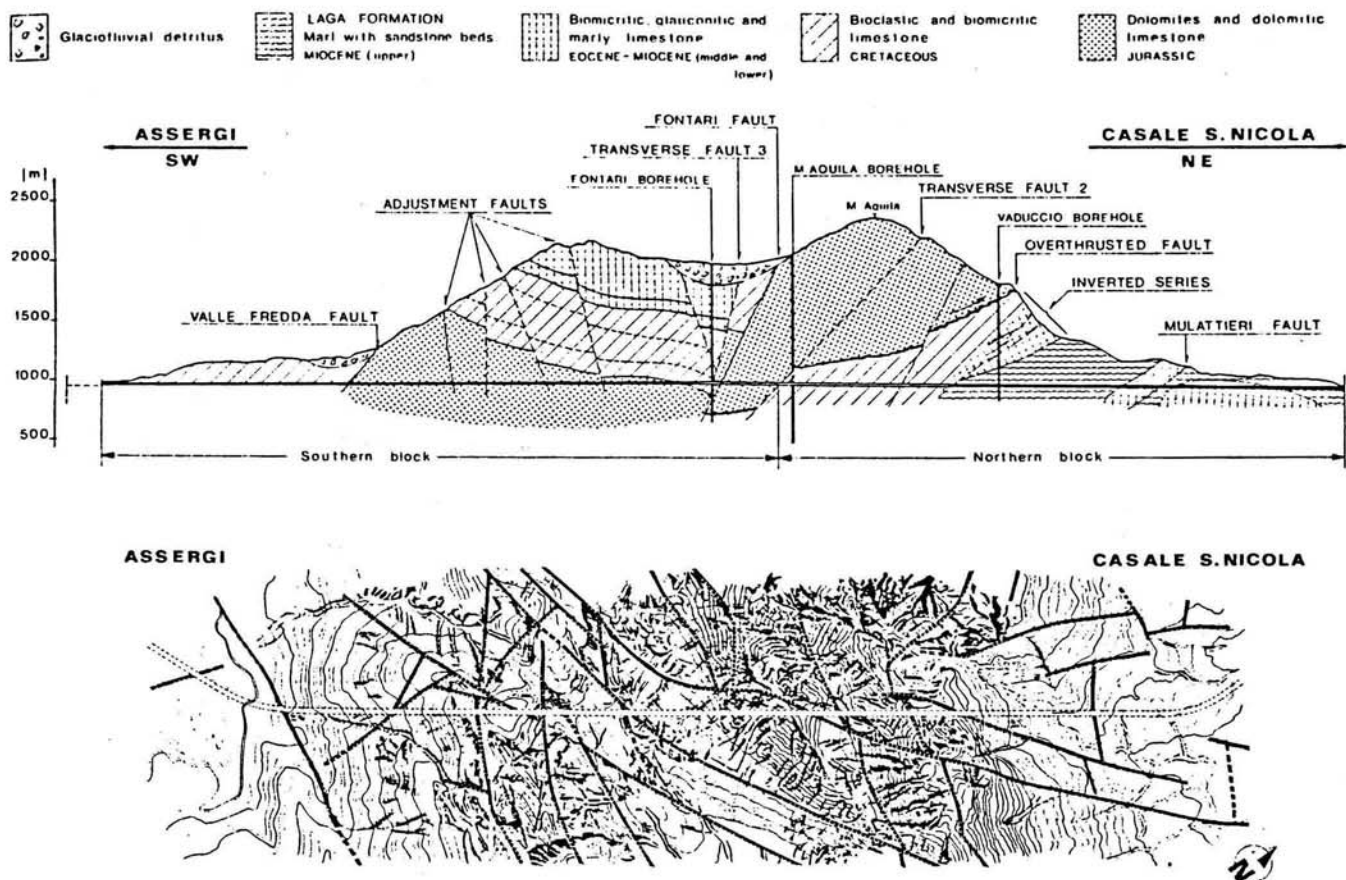 Glaciofluvial detritus
LAGA FORMATION
Marl with sandstone beds
MIOCENE (upper)
Biomicritic, glauconitic and
marly limestone
EOCENE-MIOCENE (middle and
lower)
Bioclastic and biomicritic
limestone
CRETACEOUS
Dolomites and dolomitic
limestone
JURASSIC
ASSERGI
SW
CASALE S.NICOLA
NE
FONTARI FAULT
TRANSVERSE FAULT 3
FONTARI BOREHOLE
M AQUILA BOREHOLE
ADJUSTMENT FAULTS
M Aquila
TRANSVERSE FAULT 2
VADUCCIO BOREHOLE
OVERTHRUSTED FAULT
INVERTED SERIES
VALLE FREDDA FAULT
MULATTIERI FAULT
[m]
2500
2000
1500
1000
500
Southern block
Northern block
ASSERGI
CASALE S.NICOLA
N